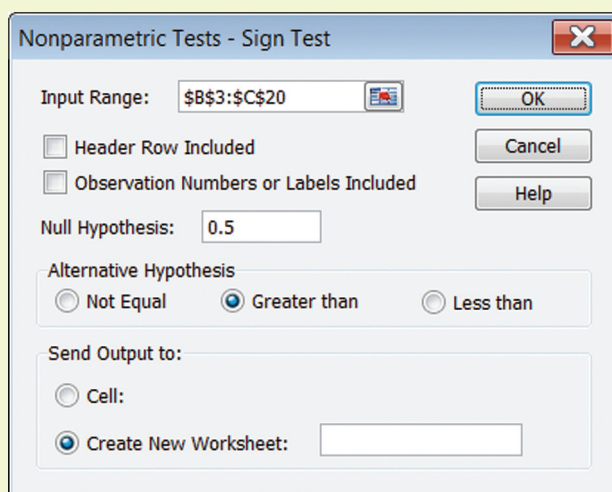 Nonparametric Tests - Sign Test
Input Range: $B$3:$C$20
OK
Header Row Included
Cancel
Observation Numbers or Labels Included
Help
Null Hypothesis: 0.5
Alternative Hypothesis
Not Equal Greater than Less than
Send Output to:
Cell:
Create New Worksheet: